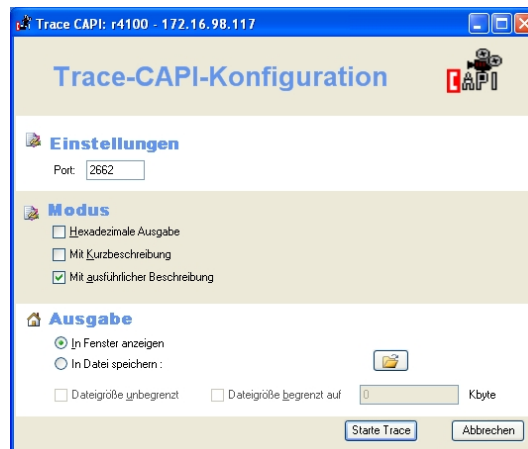 Trace CAPI: r4100 - 172.16.98.117
Trace-CAPI-Konfiguration
CAPI
Einstellungen
Port: 2662
Modus
Hexadezimale Ausgabe
Mit Kurzbeschreibung
Mit ausführlicher Beschreibung
Ausgabe
In Fenster anzeigen
In Datei speichern :
Dateigröße unbegrenzt Dateigröße begrenzt auf 0 Kbyte
Starte Trace Abbrechen